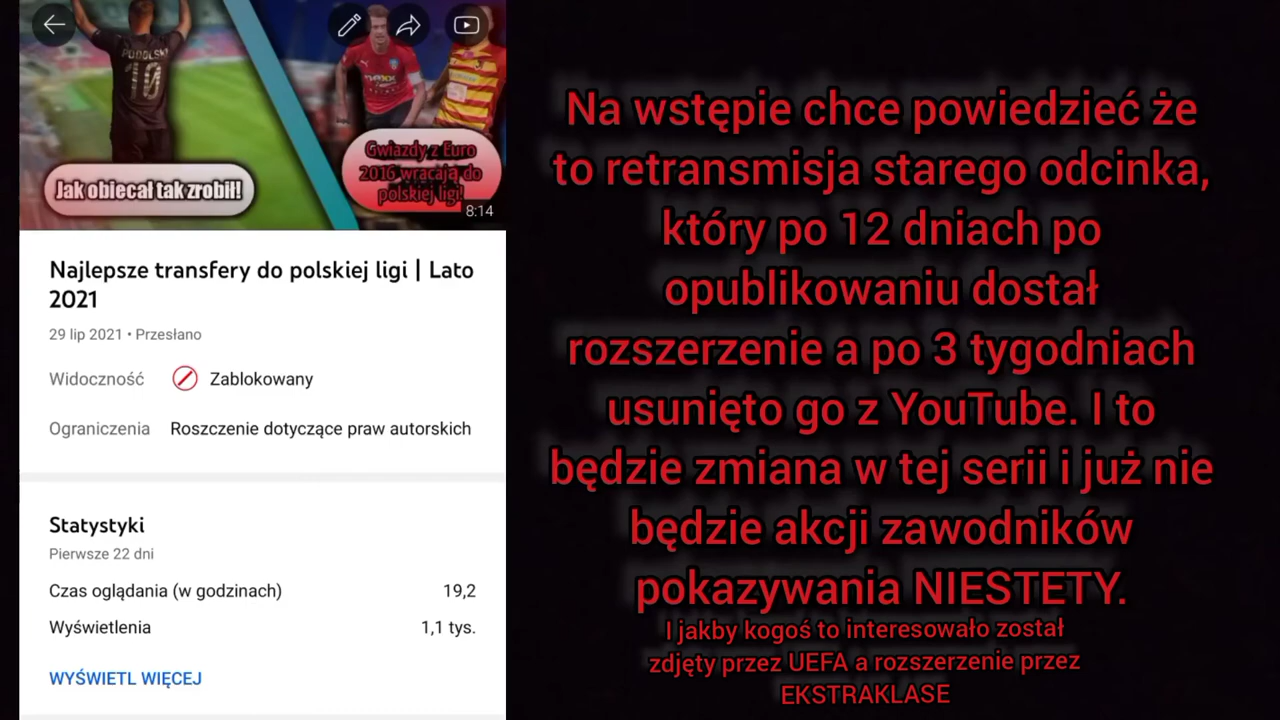 PODOLSKI
10
Jak obiecał tak zrobił!
Gwiazdy z Euro
2016 wracają do
polskiej ligi!
8:14
Najlepsze transfery do polskiej ligi | Lato
2021
29 lip 2021 • Przesłano
Widoczność Zablokowany
Ograniczenia Roszczenie dotyczące praw autorskich
Statystyki
Pierwsze 22 dni
Czas oglądania (w godzinach) 19,2
Wyświetlenia 1,1 tys.
WYŚWIETL WIĘCEJ
Na wstępie chce powiedzieć że
to retransmisja starego odcinka,
który po 12 dniach po
opublikowaniu dostał
rozszerzenie a po 3 tygodniach
usunięto go z YouTube. I to
będzie zmiana w tej serii i już nie
będzie akcji zawodników
pokazywania NIESTETY.
I jakby kogoś to interesowało został
zdjęty przez UEFA a rozszerzenie przez
EKSTRAKLASE